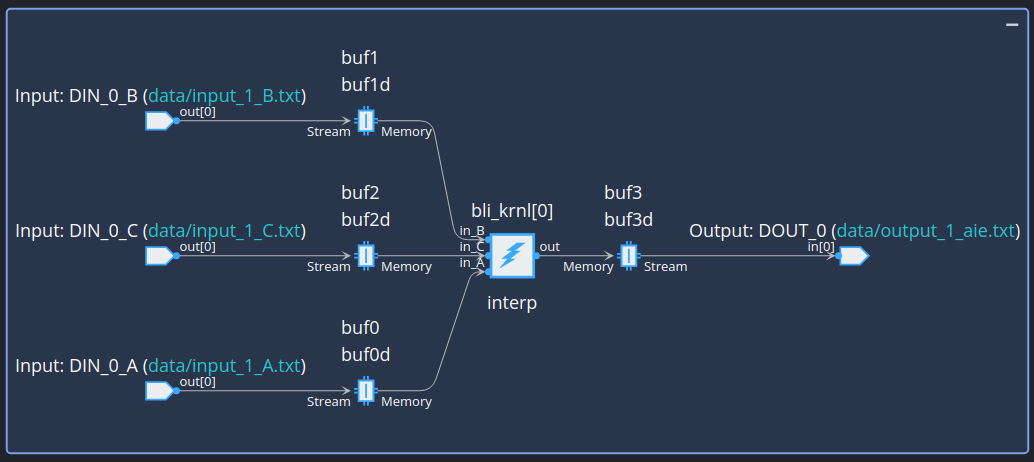 buf1
buf1d
Input: DIN_0_B (data/input_1_B.txt)
out[0]
Stream
Memory
buf2
buf2d
Input: DIN_0_C (data/input_1_C.txt)
out[0]
Stream
Memory
buf0
buf0d
Input: DIN_0_A (data/input_1_A.txt)
out[0]
Stream
Memory
bli_krnl[0]
in_B
in_C
in_A
out
interp
buf3
buf3d
Memory
Stream
Output: DOUT_0 (data/output_1_aie.txt)
in[0]